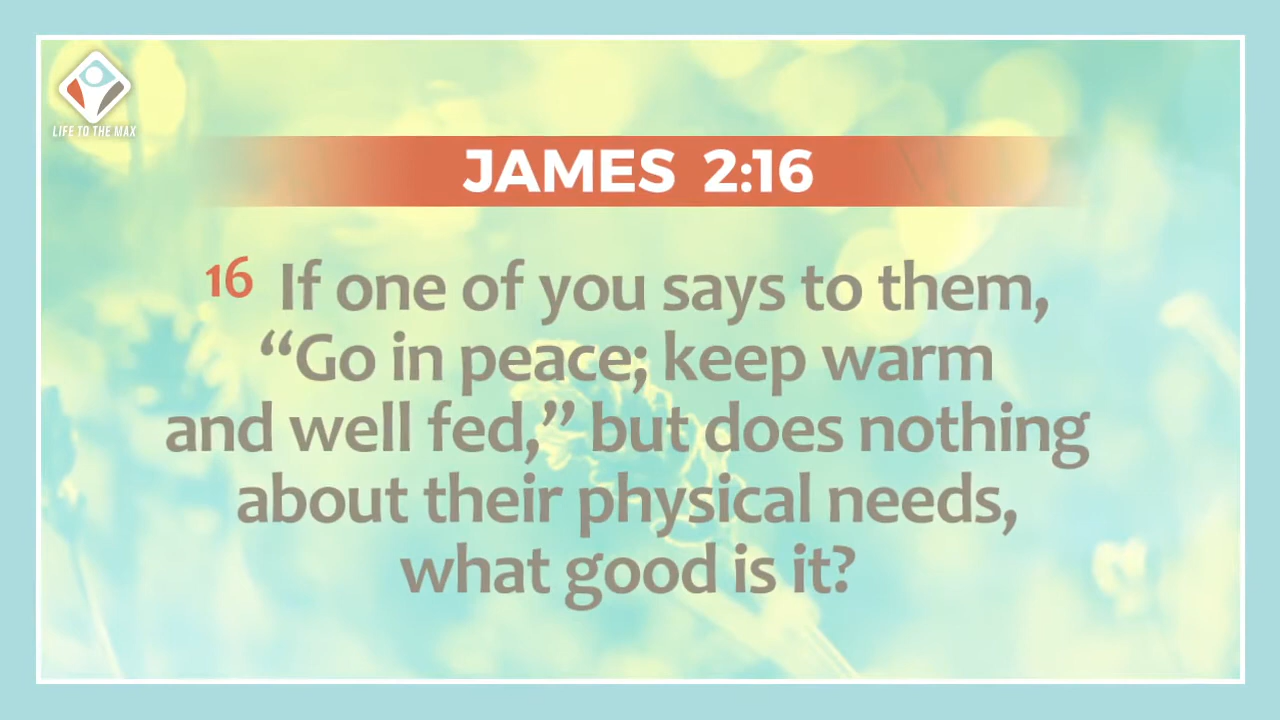 LIFE TO THE MAX
JAMES 2:16
16 If one of you says to them,
“Go in peace; keep warm
and well fed,” but does nothing
about their physical needs,
what good is it?